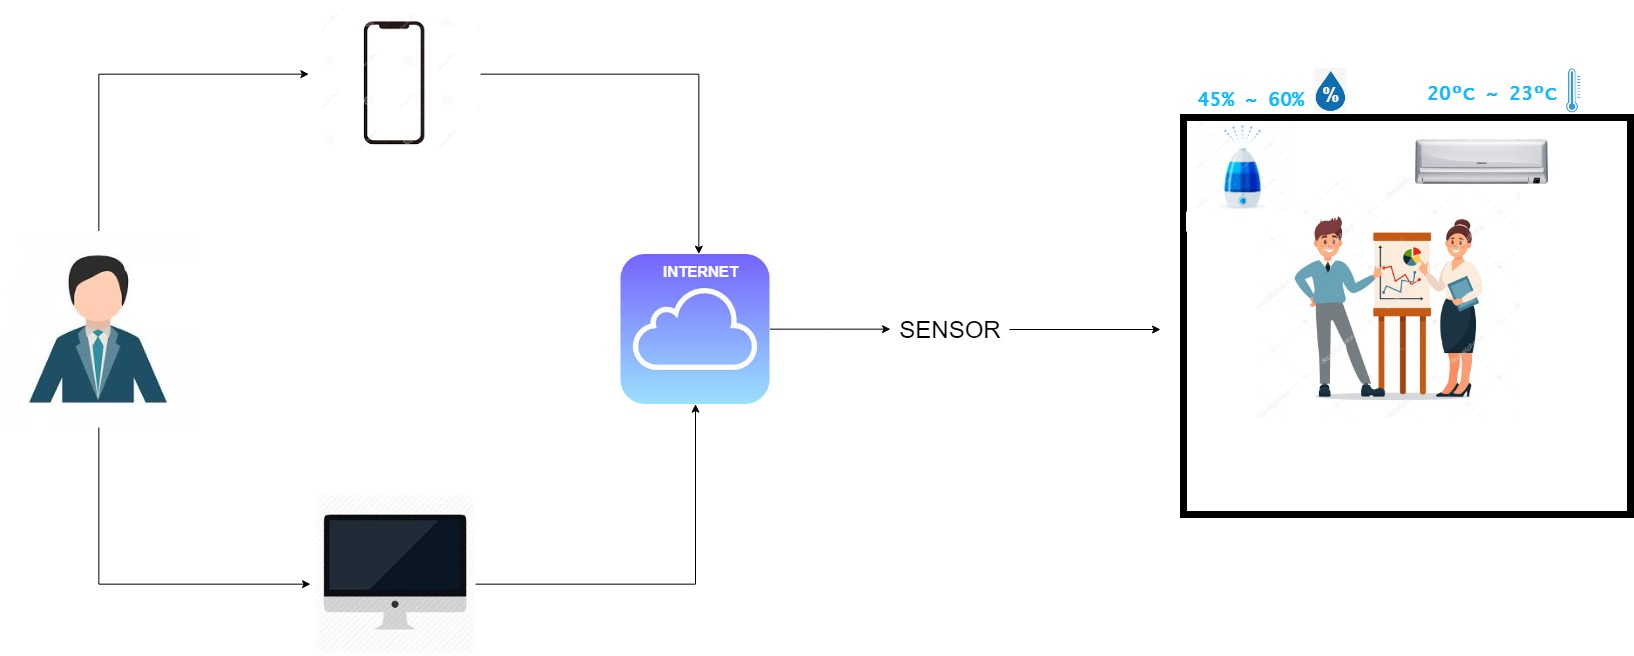 45% ~ 60%
%
20°C ~ 23°C
INTERNET
SENSOR